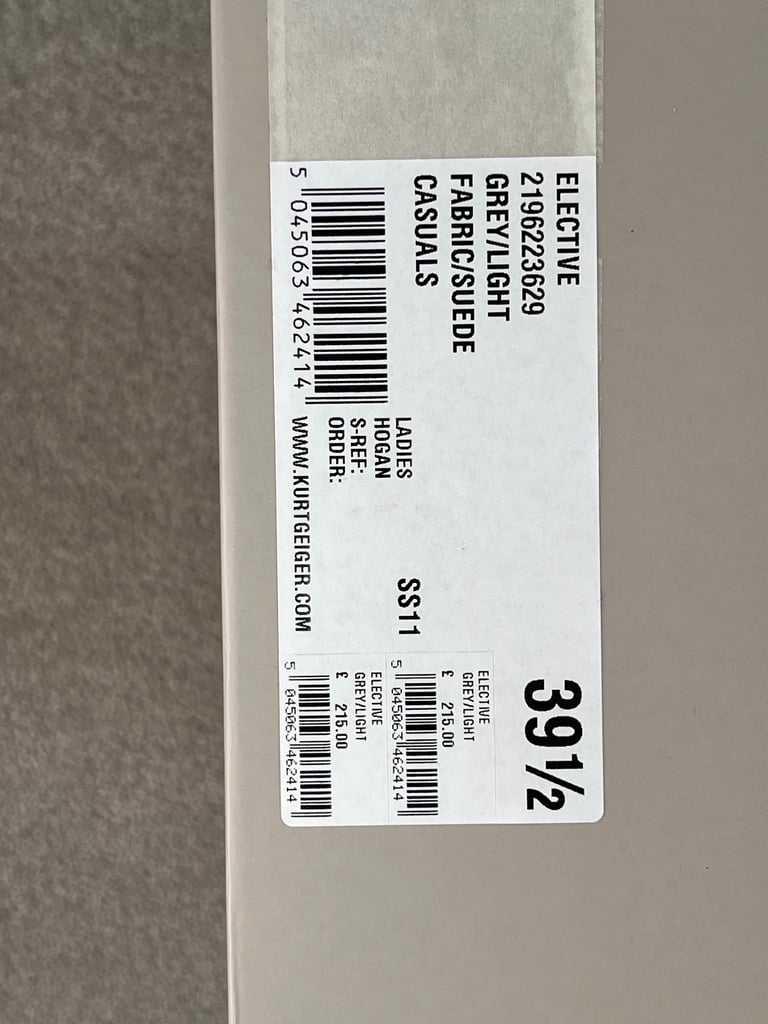 ELECTIVE
2196223629
GREY/LIGHT
FABRIC/SUEDE
CASUALS
39½
5 045063 462414
LADIES
HOGAN
S-REF:
ORDER:
SS11
WWW.KURTGEIGER.COM
ELECTIVE
GREY/LIGHT
£ 215.00
5 045063 462414
ELECTIVE
GREY/LIGHT
£ 215.00
5 045063 462414